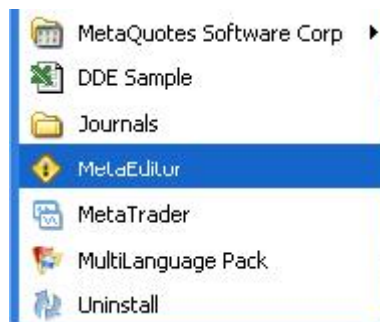 MetaQuotes Software Corp
DDE Sample
Journals
MetaEditor
MetaTrader
MultiLanguage Pack
Uninstall